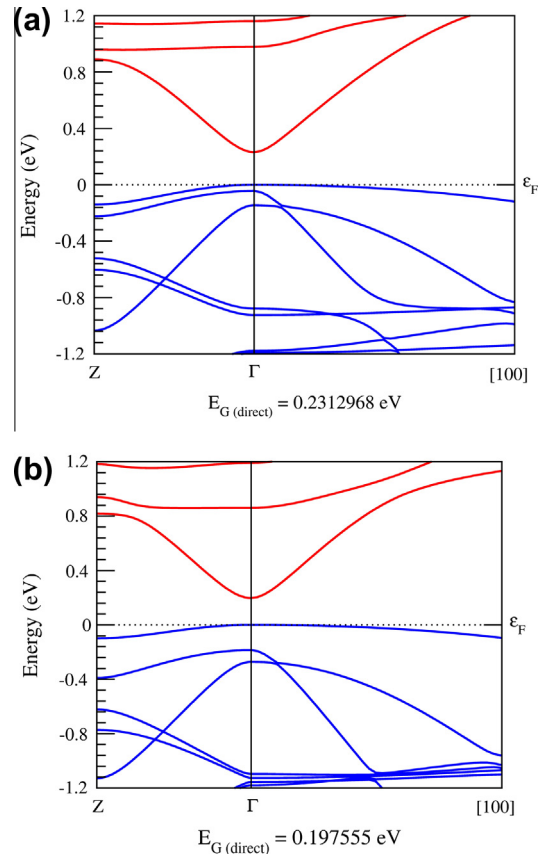 (a)
1.2
0.8
0.4
0
-0.4
-0.8
-1.2
Energy (eV)
ε_F
Z Γ [100]
E_G (direct) = 0.2312968 eV
(b)
1.2
0.8
0.4
0
-0.4
-0.8
-1.2
Energy (eV)
ε_F
Z Γ [100]
E_G (direct) = 0.197555 eV